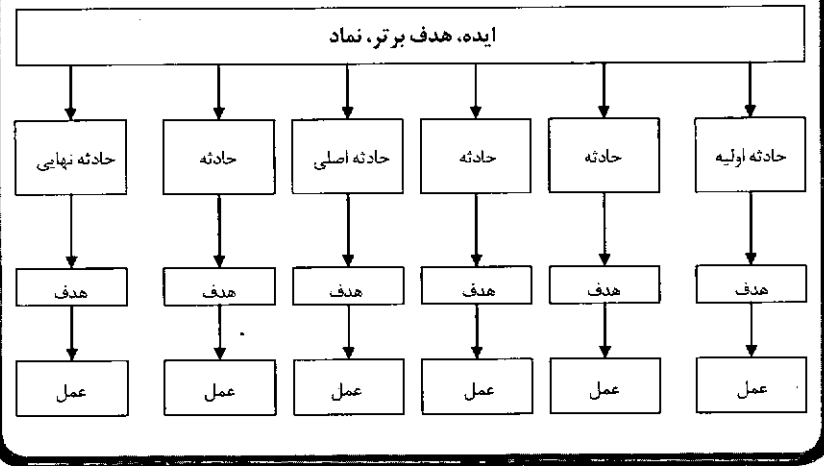 ایده، هدف برتر، نماد
حادثه اولیه
حادثه
حادثه
حادثه اصلی
حادثه
حادثه نهایی
هدف
هدف
هدف
هدف
هدف
هدف
عمل
عمل
عمل
عمل
عمل
عمل